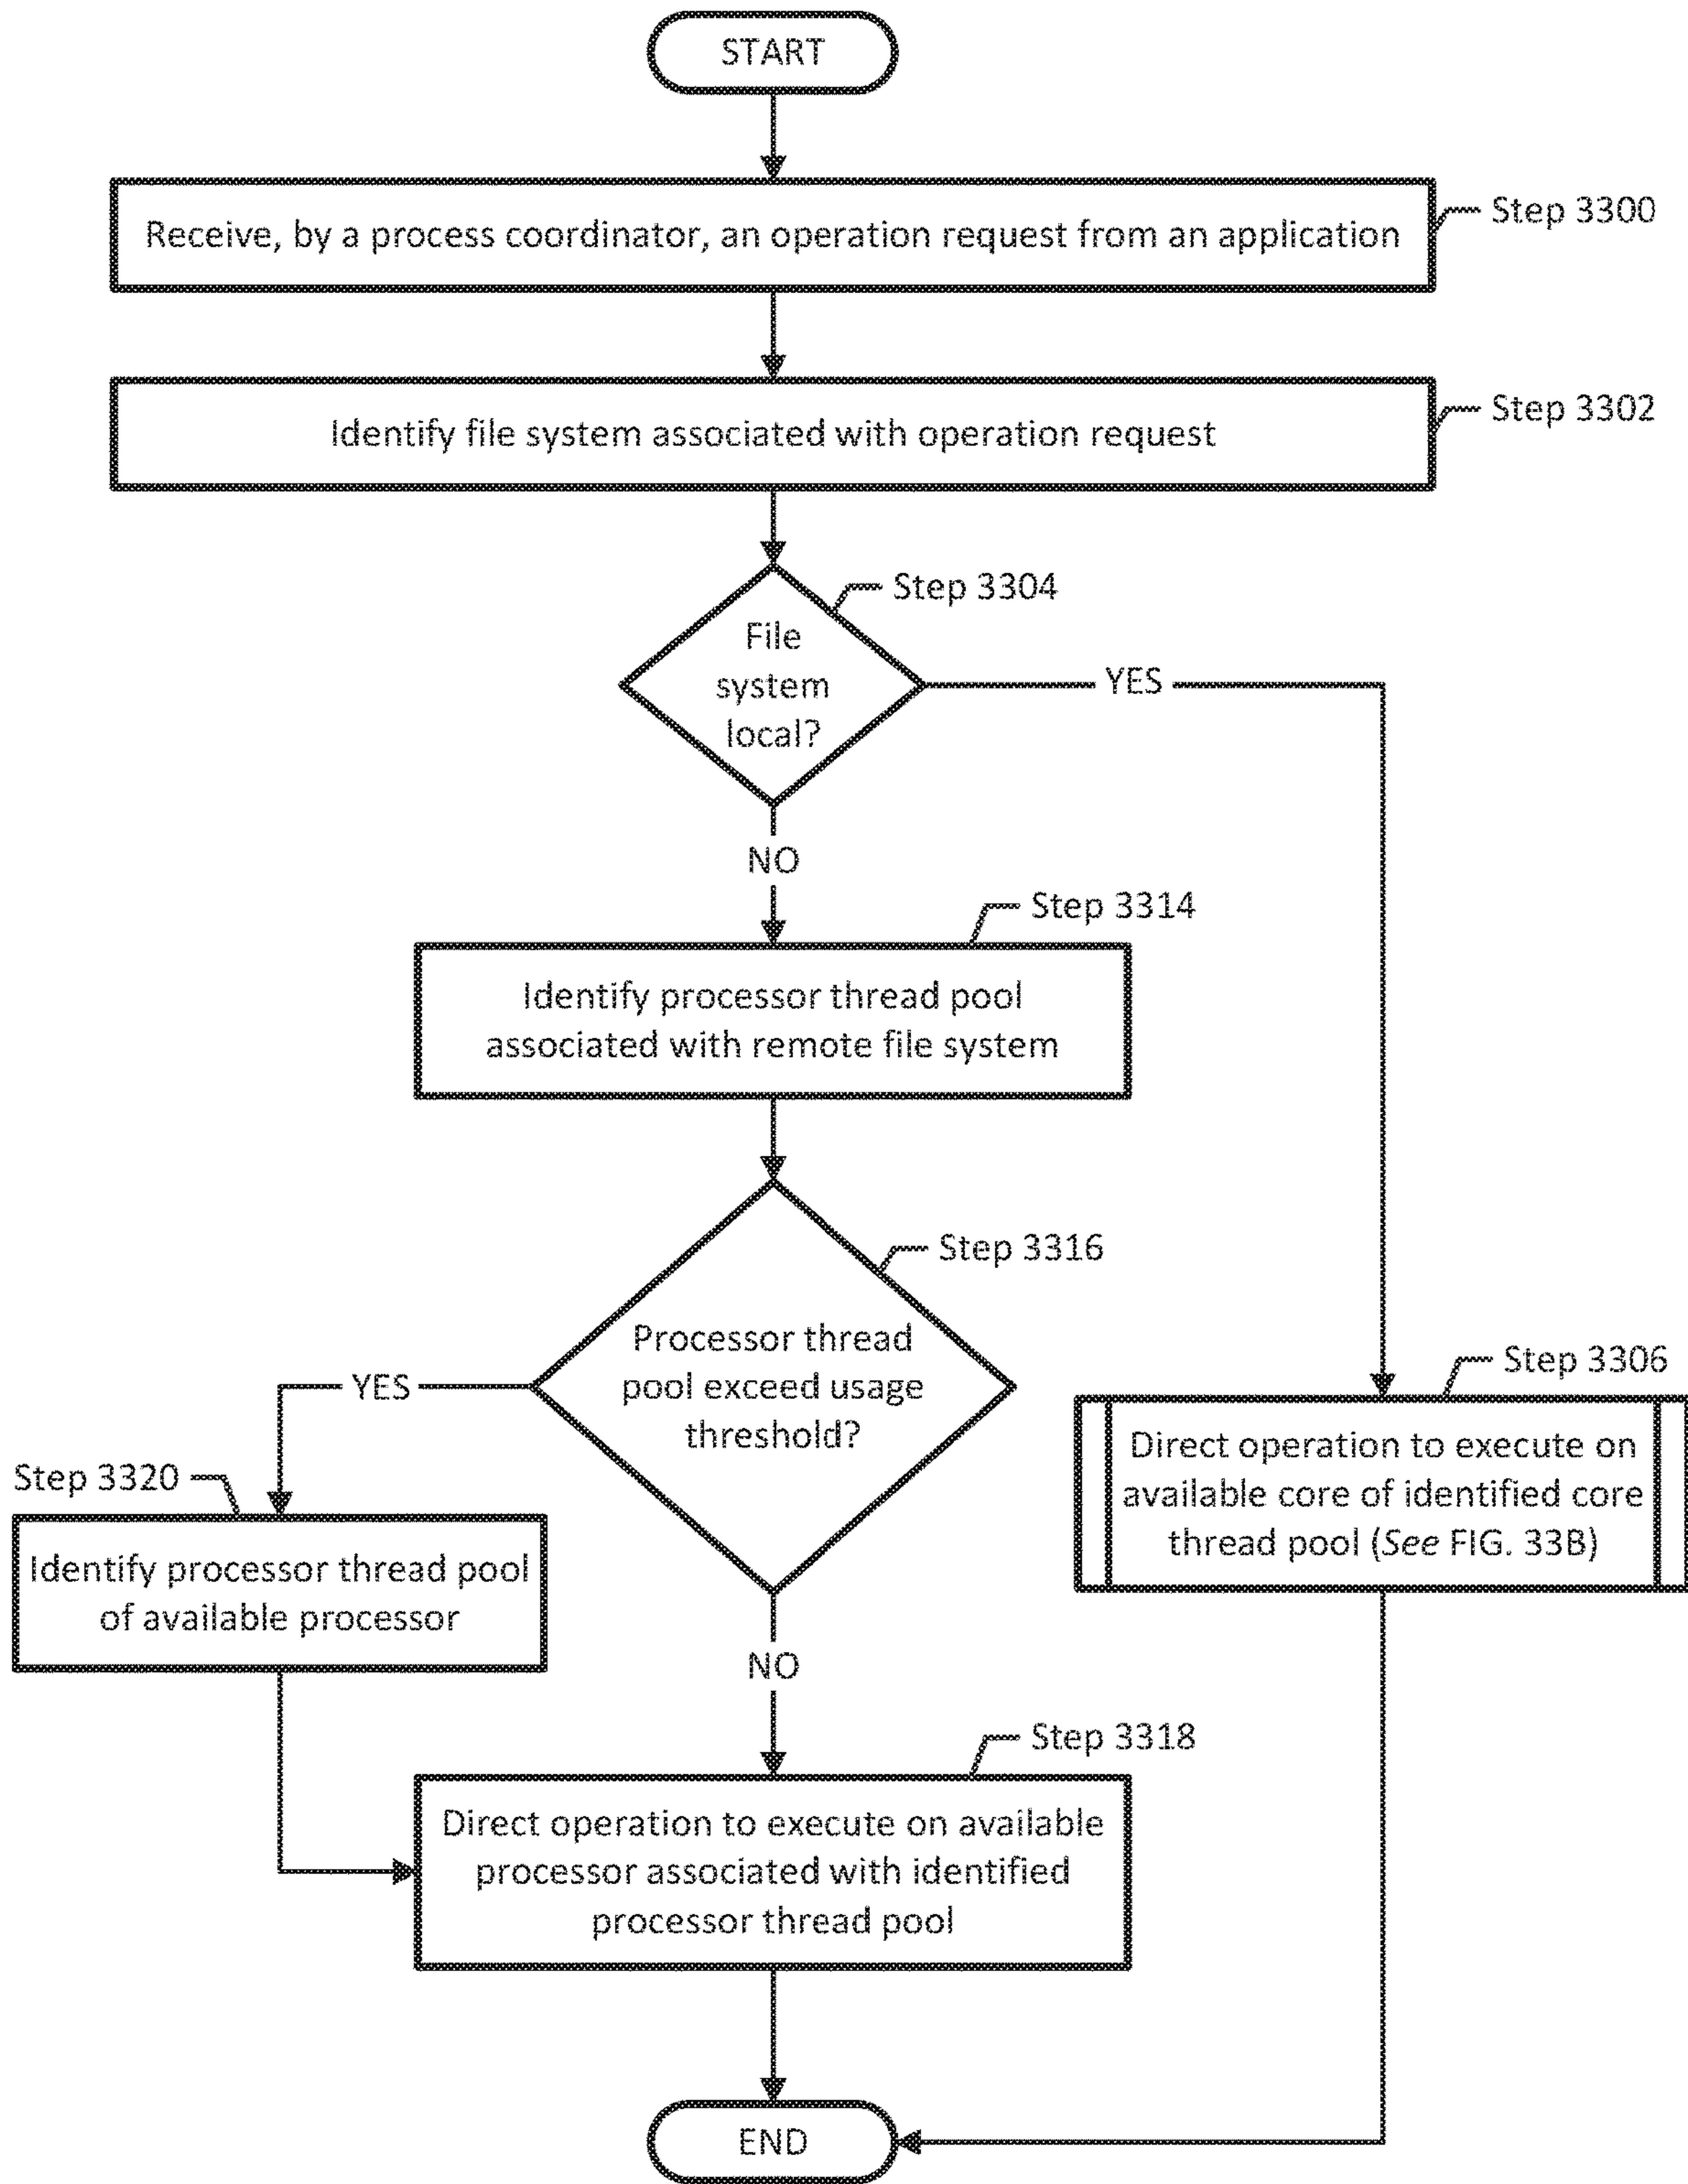 START
Receive, by a process coordinator, an operation request from an application
Step 3300
Identify file system associated with operation request
Step 3302
Step 3304
File
system
local?
YES
NO
Step 3314
Identify processor thread pool
associated with remote file system
Step 3316
Processor thread
pool exceed usage
threshold?
YES
Step 3306
Direct operation to execute on
available core of identified core
thread pool (See FIG. 33B)
Step 3320
Identify processor thread pool
of available processor
NO
Step 3318
Direct operation to execute on available
processor associated with identified
processor thread pool
END